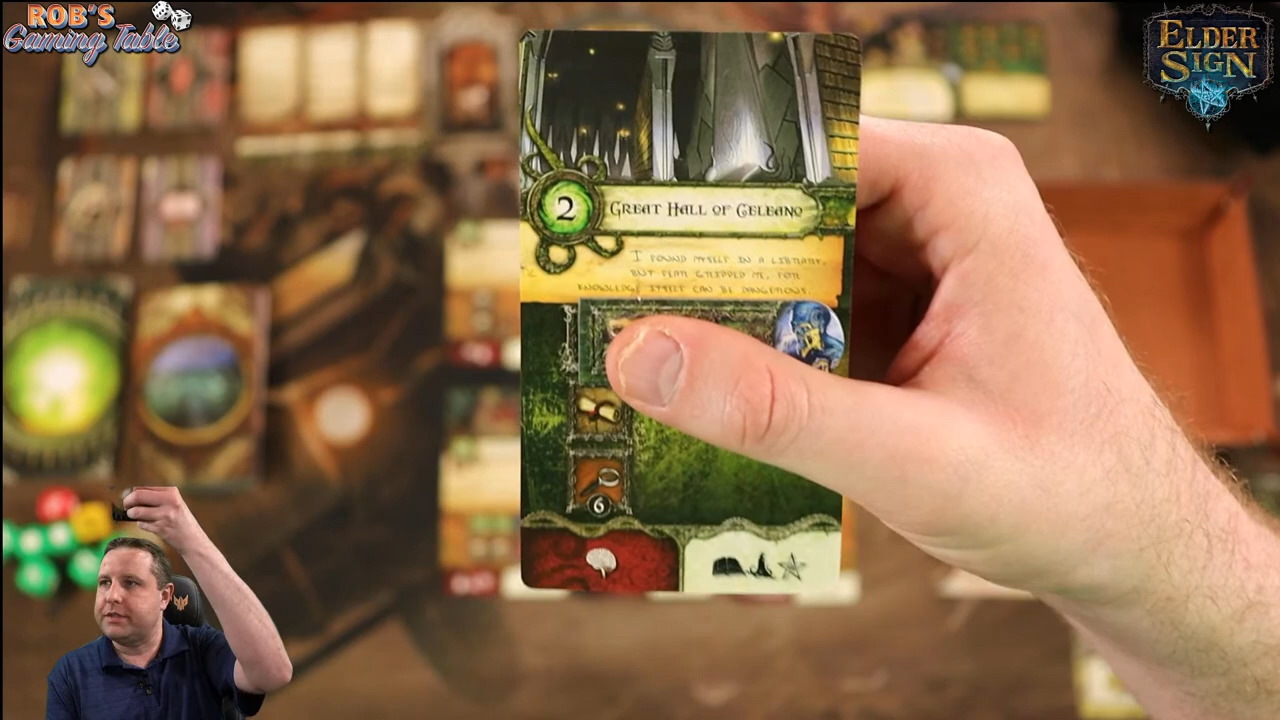 ROB'S
Gaming Table
ELDER
SIGN
2
GREAT HALL OF CELEANO
I FOUND MYSELF IN A LIBRARY,
BUT FEAR GRIPPED ME, FOR
KNOWLEDGE ITSELF CAN BE DANGEROUS.
6